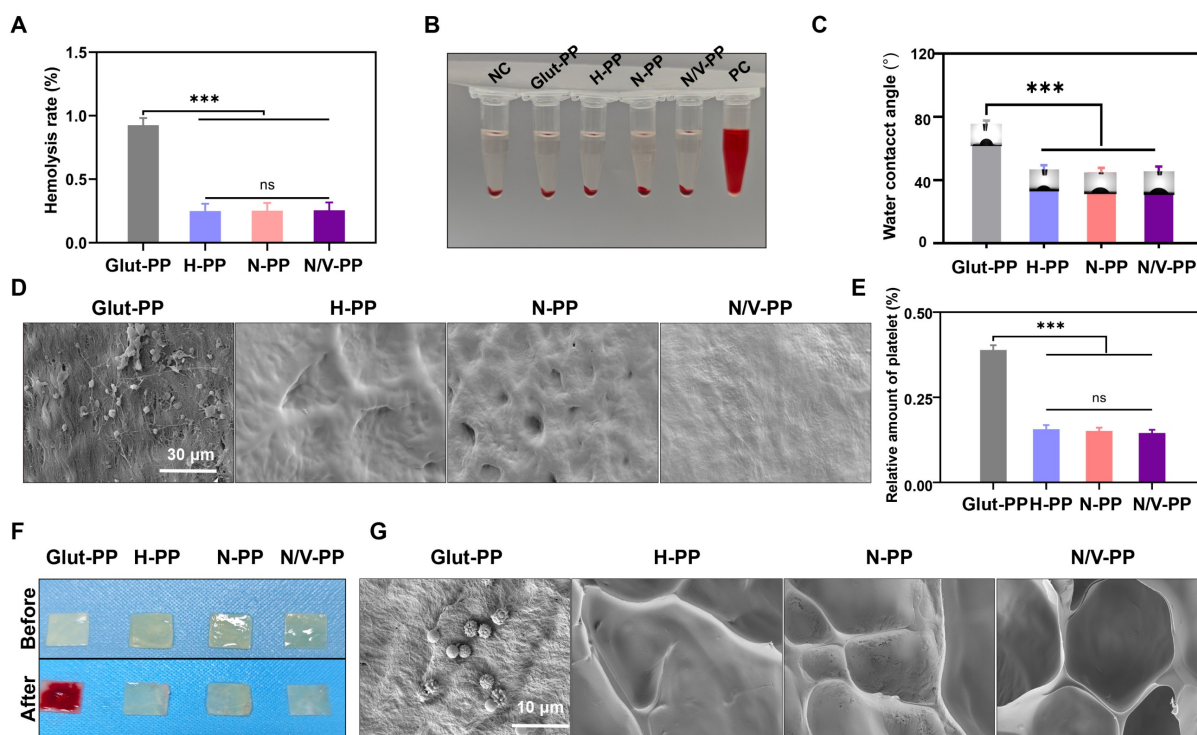 A
Hemolysis rate (%)
1.5
1.0
0.5
0.0
***
ns
Glut-PP H-PP N-PP N/V-PP
B
NC Glut-PP H-PP N-PP N/V-PP PC
C
Water contacct angle (°)
120
80
40
0
***
Glut-PP H-PP N-PP N/V-PP
D
Glut-PP H-PP N-PP N/V-PP
30 μm
E
Relative amount of platelet (%)
0.50
0.25
0.00
***
ns
Glut-PP H-PP N-PP N/V-PP
F
Glut-PP H-PP N-PP N/V-PP
Before
After
G
Glut-PP H-PP N-PP N/V-PP
10 μm